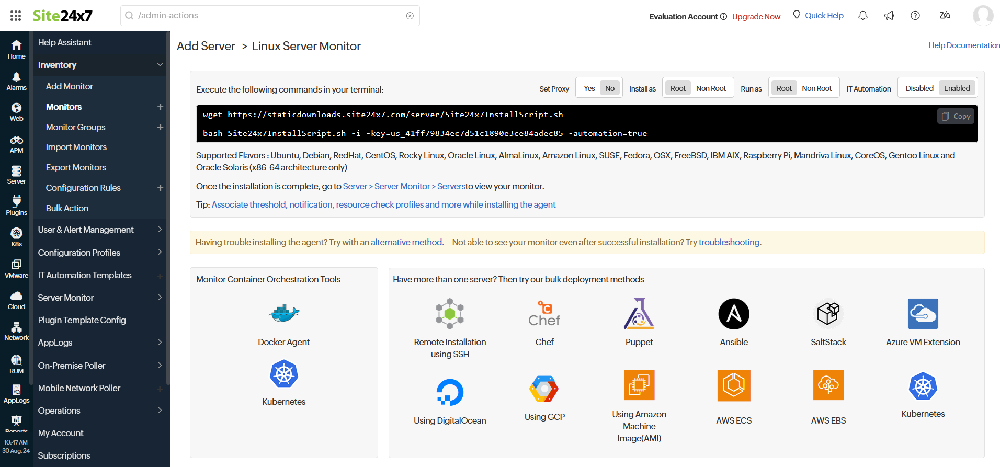 Site24x7
/admin-actions
Evaluation Account
Upgrade Now
Quick Help
Home
Alarms
Web
APM
Server
Plugins
K8s
VMware
Cloud
Network
RUM
AppLogs
Reports
10:47 AM
30 Aug, 24
Help Assistant
Inventory
Add Monitor
Monitors
Monitor Groups
Import Monitors
Export Monitors
Configuration Rules
Bulk Action
User & Alert Management
Configuration Profiles
IT Automation Templates
Server Monitor
Plugin Template Config
AppLogs
On-Premise Poller
Mobile Network Poller
Operations
My Account
Subscriptions
Add Server > Linux Server Monitor
Help Documentation
Execute the following commands in your terminal:
Set Proxy Yes No Install as Root Non Root Run as Root Non Root IT Automation Disabled Enabled
wget https://staticdownloads.site24x7.com/server/Site24x7InstallScript.sh
Copy
bash Site24x7InstallScript.sh -i -key=us_41ff79834ec7d51c1890e3ce84adec85 -automation=true
Supported Flavors : Ubuntu, Debian, RedHat, CentOS, Rocky Linux, Oracle Linux, AlmaLinux, Amazon Linux, SUSE, Fedora, OSX, FreeBSD, IBM AIX, Raspberry Pi, Mandriva Linux, CoreOS, Gentoo Linux and
Oracle Solaris (x86_64 architecture only)
Once the installation is complete, go to Server > Server Monitor > Serversto view your monitor.
Tip: Associate threshold, notification, resource check profiles and more while installing the agent
Having trouble installing the agent? Try with an alternative method. Not able to see your monitor even after successful installation? Try troubleshooting.
Monitor Container Orchestration Tools
Docker Agent
Kubernetes
Have more than one server? Then try our bulk deployment methods
Remote Installation
using SSH
Chef
Chef
Puppet
Ansible
SaltStack
Azure VM Extension
Using DigitalOcean
Using GCP
Using Amazon
Machine
Image(AMI)
AWS ECS
AWS EBS
Kubernetes